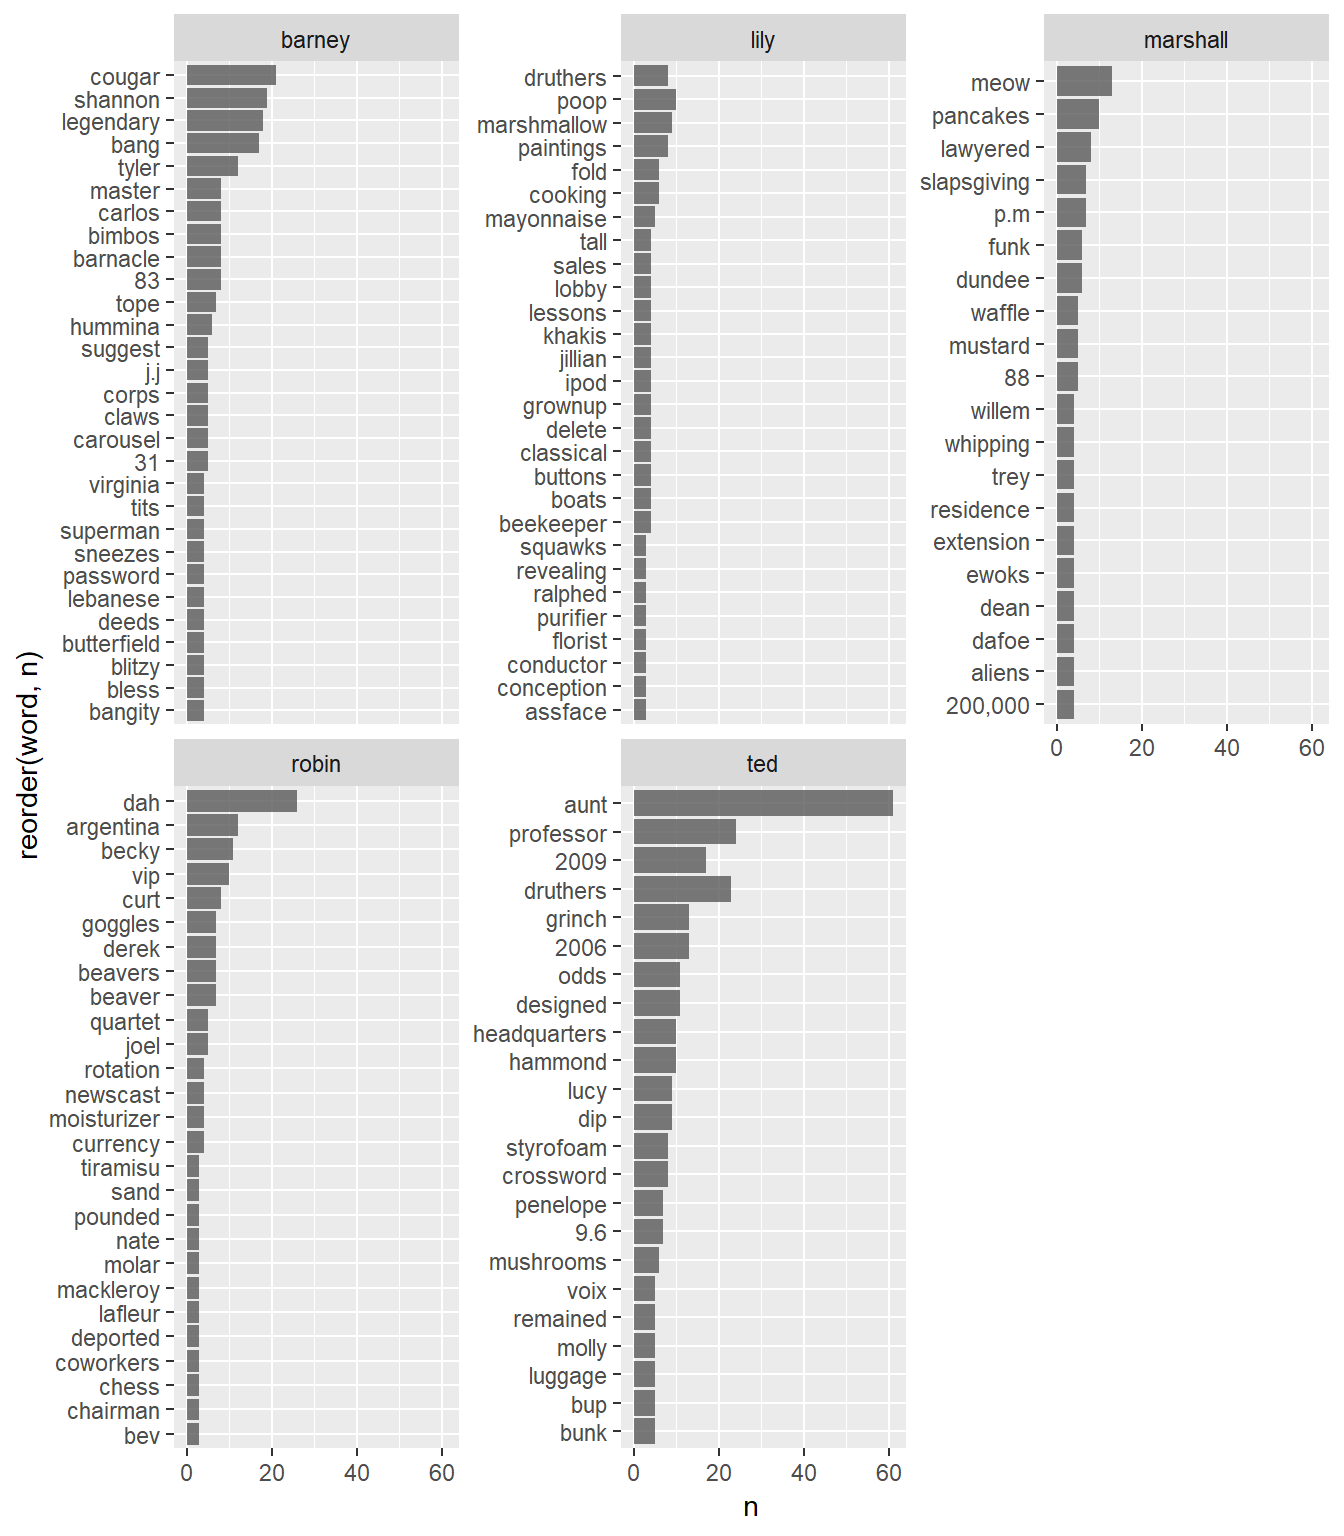 barney
cougar
shannon
legendary
bang
tyler
master
carlos
bimbos
barnacle
83
tope
hummina
suggest
j.j
corps
claws
carousel
31
virginia
tits
superman
sneezes
password
lebanese
deeds
butterfield
blitzy
bless
bangity
lily
druthers
poop
marshmallow
paintings
fold
cooking
mayonnaise
tall
sales
lobby
lessons
khakis
jillian
ipod
grownup
delete
classical
buttons
boats
beekeeper
squawks
revealing
ralphed
purifier
florist
conductor
conception
assface
marshall
meow
pancakes
lawyered
slapsgiving
p.m
funk
dundee
waffle
mustard
88
willem
whipping
trey
residence
extension
ewoks
dean
dafoe
aliens
200,000
0 20 40 60
robin
dah
argentina
becky
vip
curt
goggles
derek
beavers
beaver
quartet
joel
rotation
newscast
moisturizer
currency
tiramisu
sand
pounded
nate
molar
mackleroy
lafleur
deported
coworkers
chess
chairman
bev
0 20 40 60
ted
aunt
professor
2009
druthers
grinch
2006
odds
designed
headquarters
hammond
lucy
dip
styrofoam
crossword
penelope
9.6
mushrooms
voix
remained
molly
luggage
bup
bunk
0 20 40 60
n
reorder(word, n)